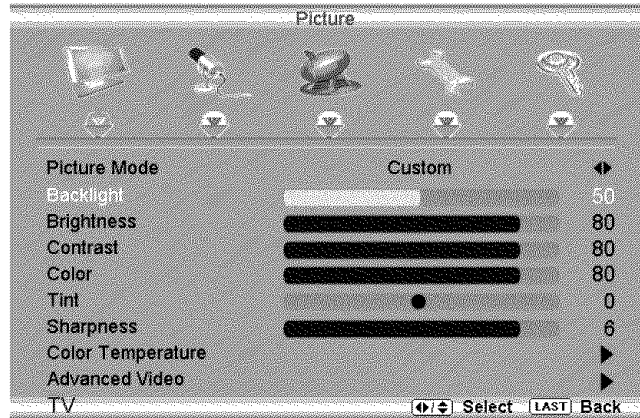 Picture
Picture Mode Custom
Backlight 50
Brightness 80
Contrast 80
Color 80
Tint 0
Sharpness 6
Color Temperature
Advanced Video
TV Select LAST Back